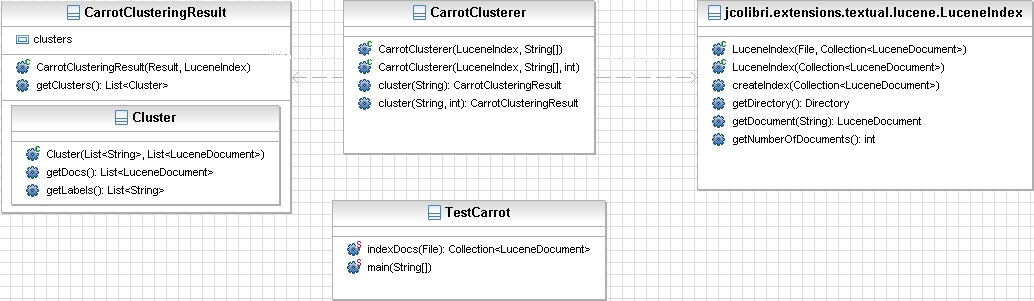 CarrotClusteringResult
clusters
CarrotClusteringResult(Result, LuceneIndex)
getClusters(): List<Cluster>
Cluster
Cluster(List<String>, List<LuceneDocument>)
getDocs(): List<LuceneDocument>
getLabels(): List<String>
CarrotClusterer
CarrotClusterer(LuceneIndex, String[])
CarrotClusterer(LuceneIndex, String[], int)
cluster(String): CarrotClusteringResult
cluster(String, int): CarrotClusteringResult
jcolibri.extensions.textual.lucene.LuceneIndex
LuceneIndex(File, Collection<LuceneDocument>)
LuceneIndex(Collection<LuceneDocument>)
createIndex(Collection<LuceneDocument>)
getDirectory(): Directory
getDocument(String): LuceneDocument
getNumberOfDocuments(): int
TestCarrot
indexDocs(File): Collection<LuceneDocument>
main(String[])